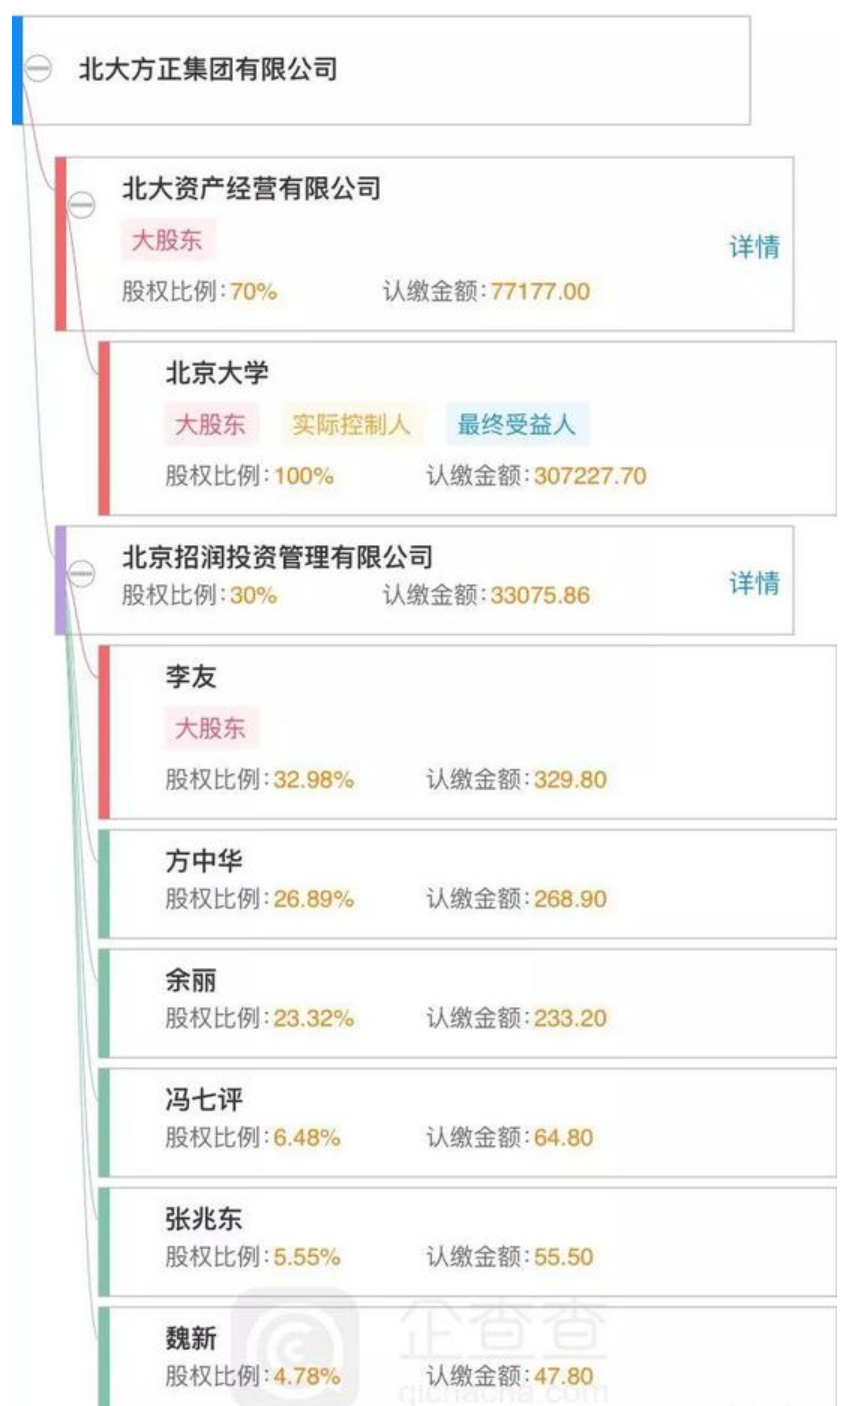 北大方正集团有限公司
北大资产经营有限公司
大股东
详情
股权比例:70% 认缴金额:77177.00
北京大学
大股东 实际控制人 最终受益人
股权比例:100% 认缴金额:307227.70
北京招润投资管理有限公司
详情
股权比例:30% 认缴金额:33075.86
李友
大股东
股权比例:32.98% 认缴金额:329.80
方中华
股权比例:26.89% 认缴金额:268.90
余丽
股权比例:23.32% 认缴金额:233.20
冯七评
股权比例:6.48% 认缴金额:64.80
张兆东
股权比例:5.55% 认缴金额:55.50
企查查
魏新
股权比例:4.78% 认缴金额:47.80
qichacha.com